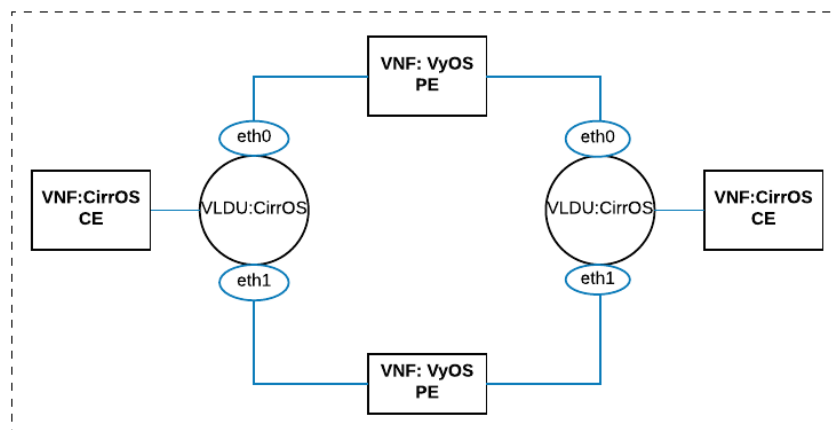 VNF: VyOS
PE
eth0
eth0
VNF:CirrOS
CE
VLDU:CirrOS
VLDU:CirrOS
VNF:CirrOS
CE
eth1
eth1
VNF: VyOS
PE